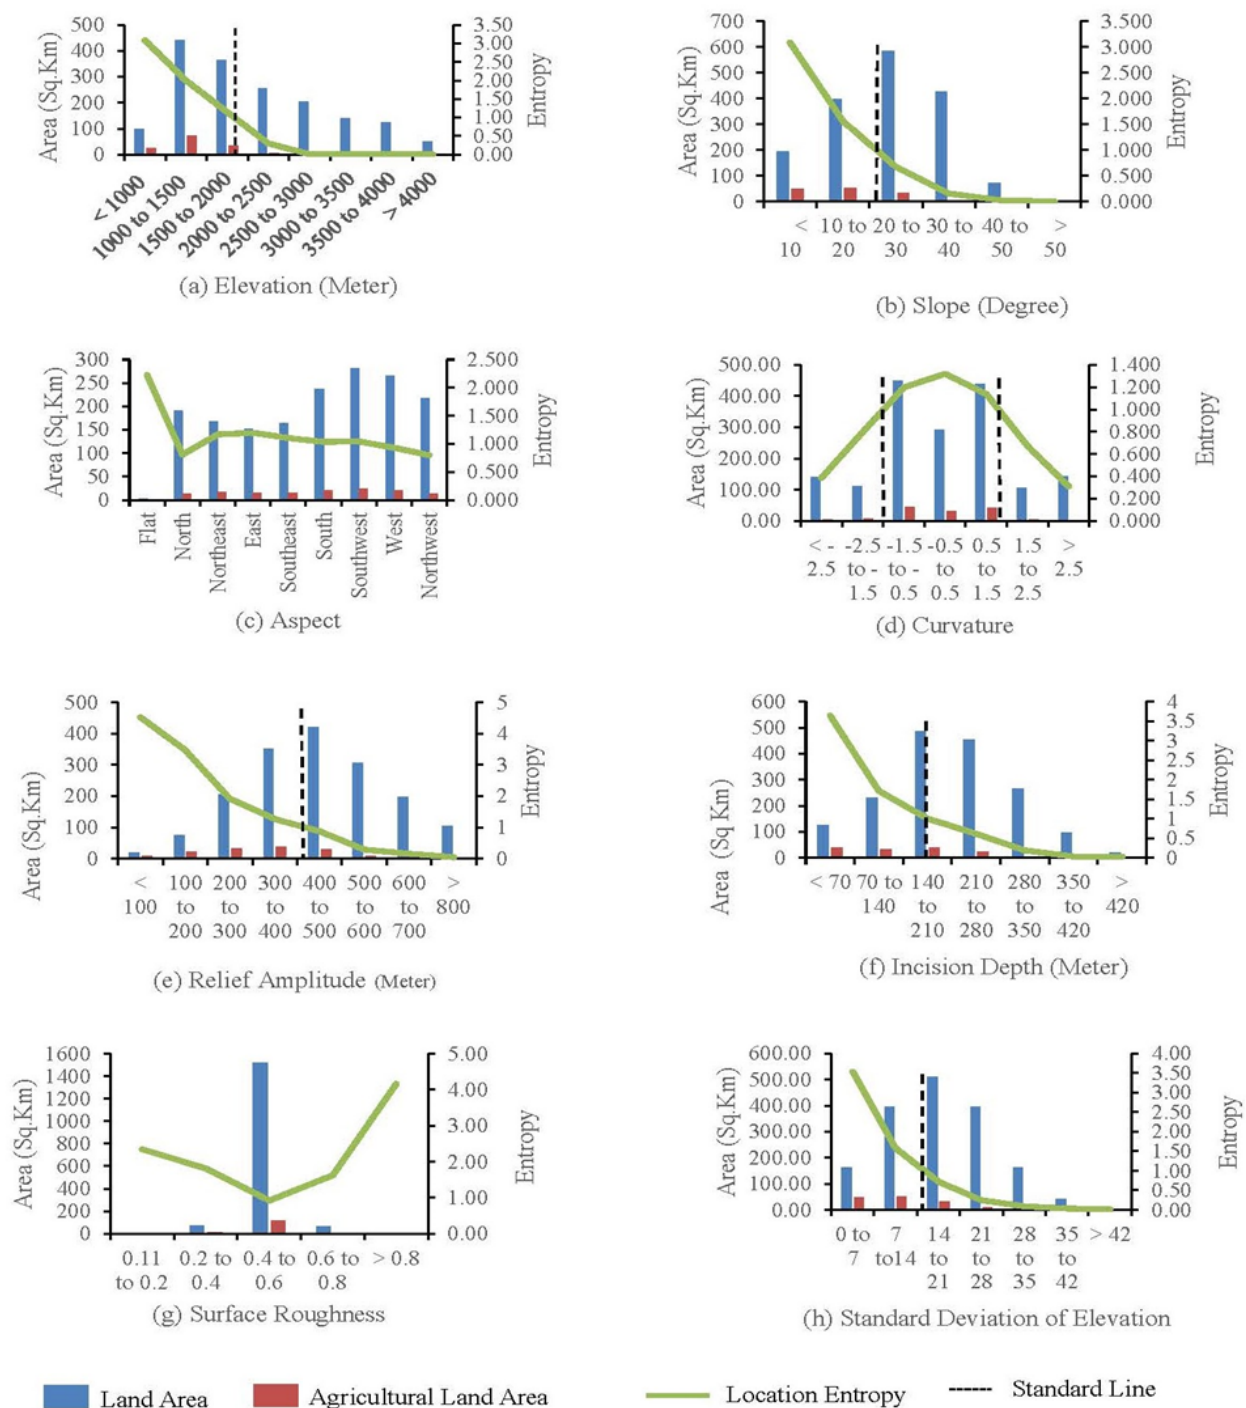 500
400
300
200
100
0
Area (Sq.Km)
3.50
3.00
2.50
2.00
1.50
1.00
0.50
0.00
Entropy
< 1000
1000 to 1500
1500 to 2000
2000 to 2500
2500 to 3000
3000 to 3500
3500 to 4000
> 4000
(a) Elevation (Meter)
700
600
500
400
300
200
100
0
Area (Sq.Km)
3.500
3.000
2.500
2.000
1.500
1.000
0.500
0.000
Entropy
< 10 to 20 to 30 to 40 to >
10 20 30 40 50 50
(b) Slope (Degree)
300
250
200
150
100
50
0
Area (Sq.Km)
2.500
2.000
1.500
1.000
0.500
0.000
Entropy
Flat
North
Northeast
East
Southeast
South
Southwest
West
Northwest
(c) Aspect
500.00
400.00
300.00
200.00
100.00
0.00
Area (Sq.Km)
1.400
1.200
1.000
0.800
0.600
0.400
0.200
0.000
Entropy
< - -2.5 -1.5 -0.5 0.5 1.5 >
2.5 to - to - to to to 2.5
1.5 0.5 0.5 1.5 2.5
(d) Curvature
500
400
300
200
100
0
Area (Sq.Km)
5
4
3
2
1
0
Entropy
< 100 200 300 400 500 600 >
100 to to to to to to 800
200 300 400 500 600 700
(e) Relief Amplitude (Meter)
600
500
400
300
200
100
0
Area (Sq Km)
4
3.5
3
2.5
2
1.5
1
0.5
0
Entropy
< 70 70 to 140 210 280 350 >
140 to to to to 420
210 280 350 420
(f) Incision Depth (Meter)
1600
1400
1200
1000
800
600
400
200
0
Area (Sq.Km)
5.00
4.00
3.00
2.00
1.00
0.00
Entropy
0.11 0.2 to 0.4 to 0.6 to > 0.8
to 0.2 0.4 0.6 0.8
(g) Surface Roughness
600.00
500.00
400.00
300.00
200.00
100.00
0.00
Area (Sq.Km)
4.00
3.50
3.00
2.50
2.00
1.50
1.00
0.50
0.00
Entropy
0 to 7 14 21 28 35 > 42
7 to14 to to to to
21 28 35 42
(h) Standard Deviation of Elevation
Land Area
Agricultural Land Area
Location Entropy
Standard Line